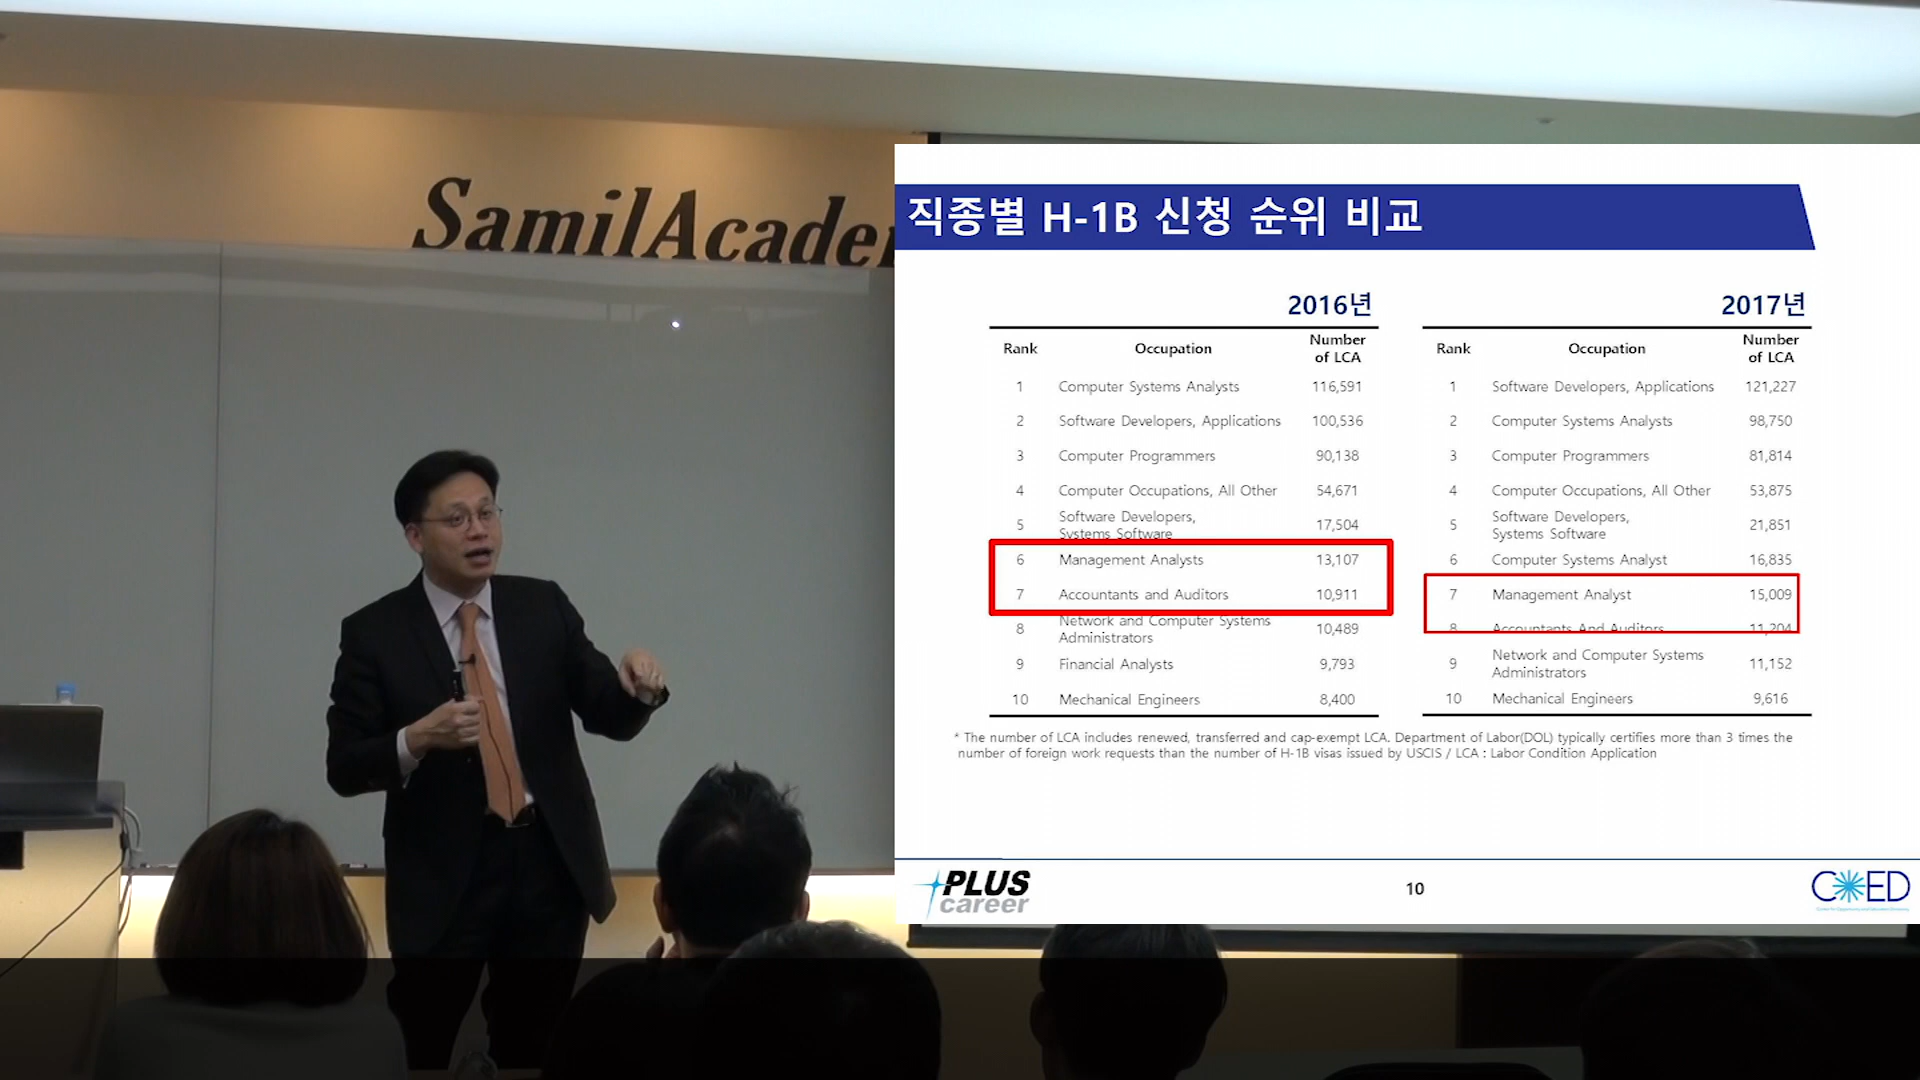 SamilAcade
직종별 H-1B 신청 순위 비교
2016년
Rank Occupation Number of LCA
1 Computer Systems Analysts 116,591
2 Software Developers, Applications 100,536
3 Computer Programmers 90,138
4 Computer Occupations, All Other 54,671
5 Software Developers, Systems Software 17,504
6 Management Analysts 13,107
7 Accountants and Auditors 10,911
8 Network and Computer Systems Administrators 10,489
9 Financial Analysts 9,793
10 Mechanical Engineers 8,400
2017년
Rank Occupation Number of LCA
1 Software Developers, Applications 121,227
2 Computer Systems Analysts 98,750
3 Computer Programmers 81,814
4 Computer Occupations, All Other 53,875
5 Software Developers, Systems Software 21,851
6 Computer Systems Analyst 16,835
7 Management Analyst 15,009
8 Accountants And Auditors 11,204
9 Network and Computer Systems Administrators 11,152
10 Mechanical Engineers 9,616
* The number of LCA includes renewed, transferred and cap-exempt LCA. Department of Labor(DOL) typically certifies more than 3 times the
number of foreign work requests than the number of H-1B visas issued by USCIS / LCA : Labor Condition Application
PLUS
career
10
COED